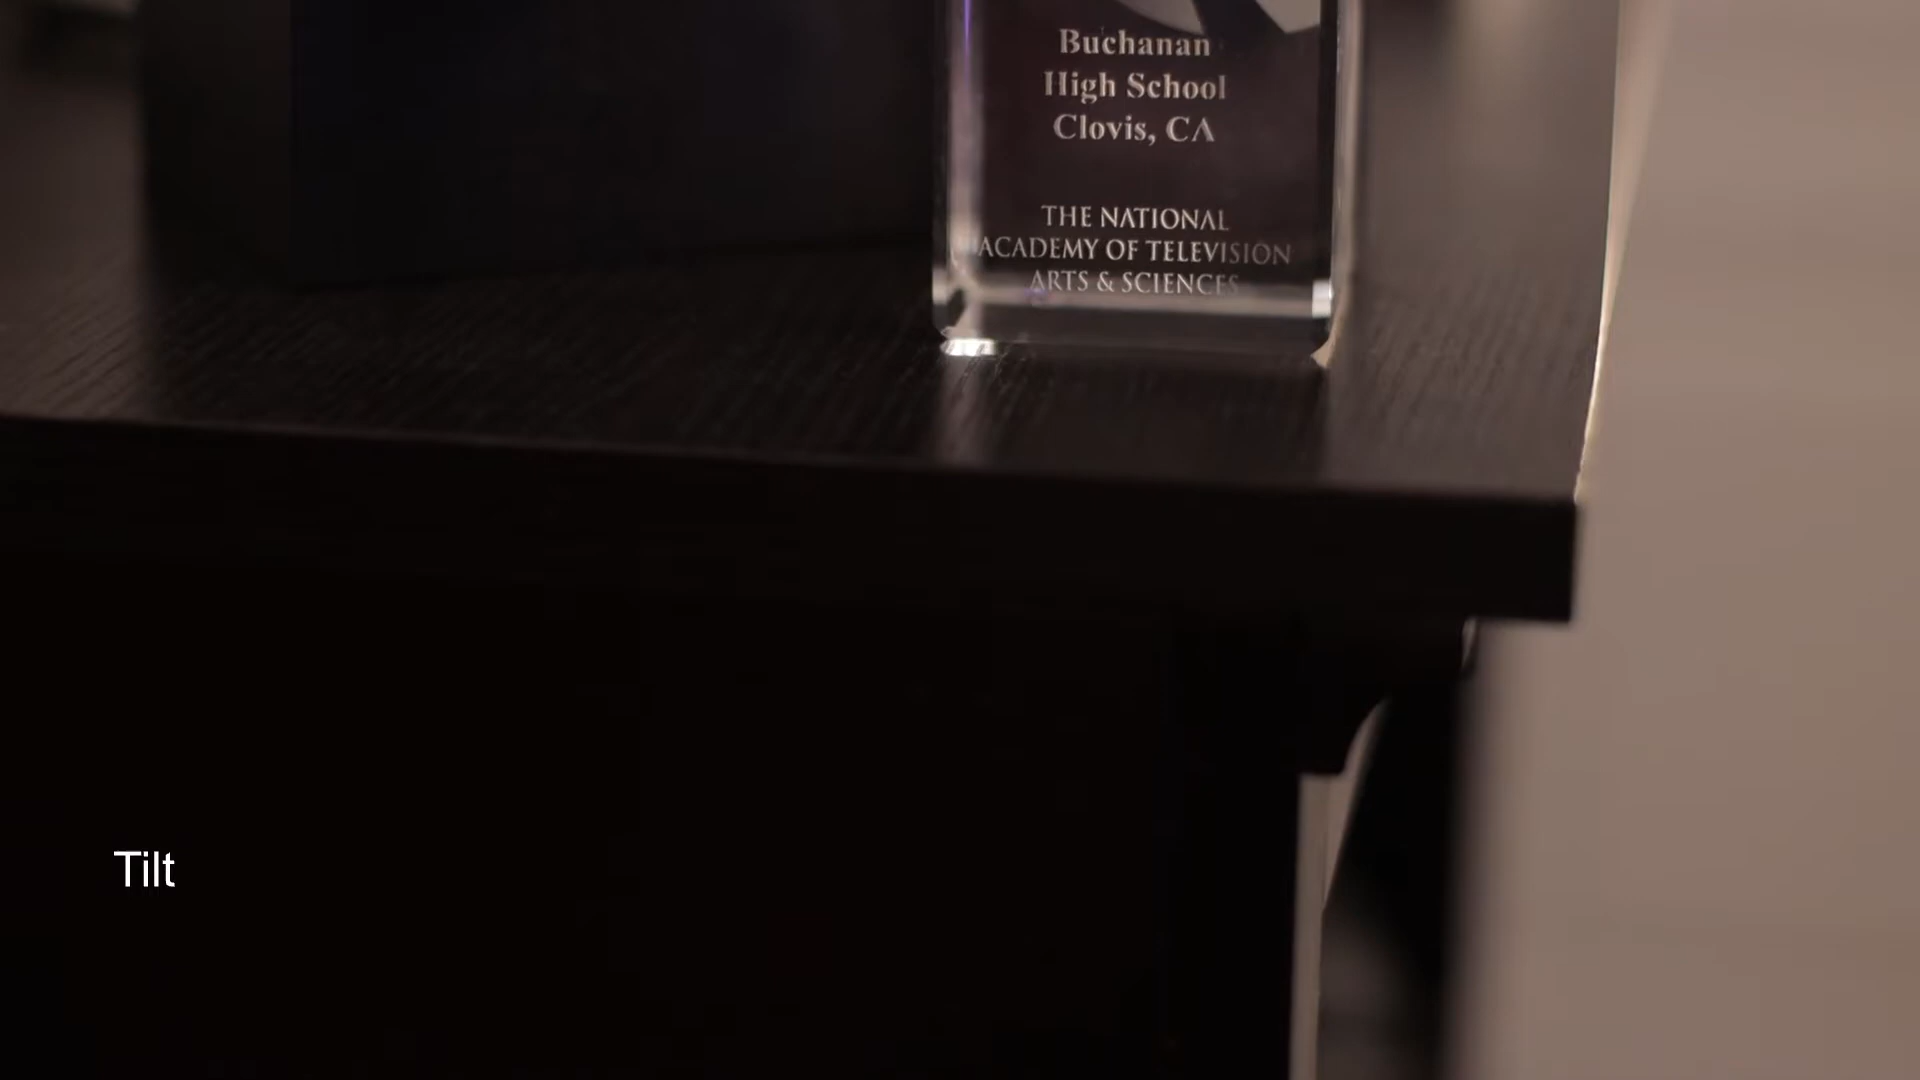 Buchanan
High School
Clovis, CA
THE NATIONAL
ACADEMY OF TELEVISION
ARTS & SCIENCES
Tilt